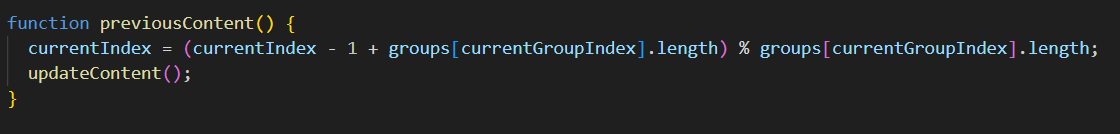 function previousContent() {
  currentIndex = (currentIndex - 1 + groups[currentGroupIndex].length) % groups[currentGroupIndex].length;
  updateContent();
}